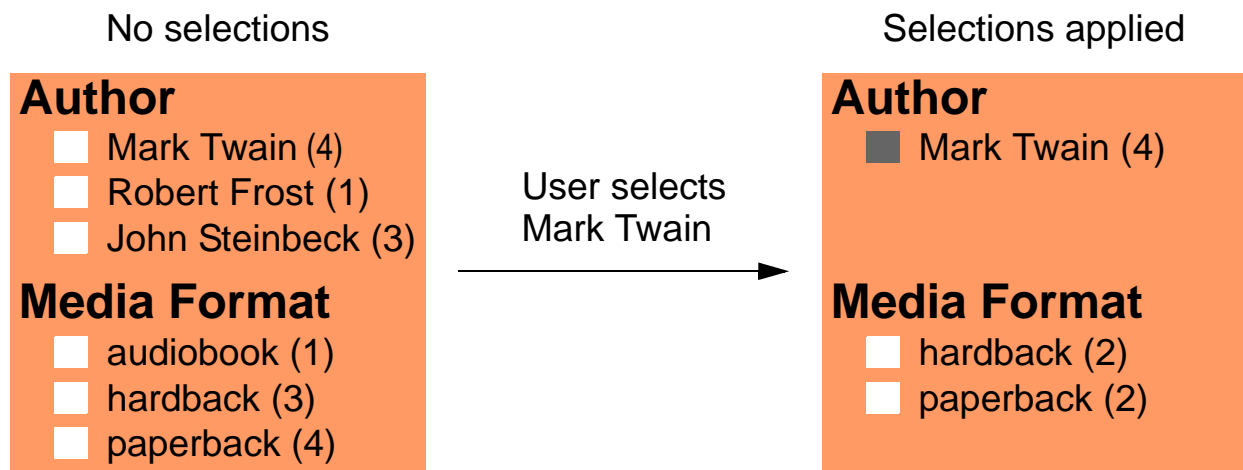 No selections
Author
Mark Twain (4)
Robert Frost (1)
John Steinbeck (3)
Media Format
audiobook (1)
hardback (3)
paperback (4)
User selects
Mark Twain
Selections applied
Author
Mark Twain (4)
Media Format
hardback (2)
paperback (2)